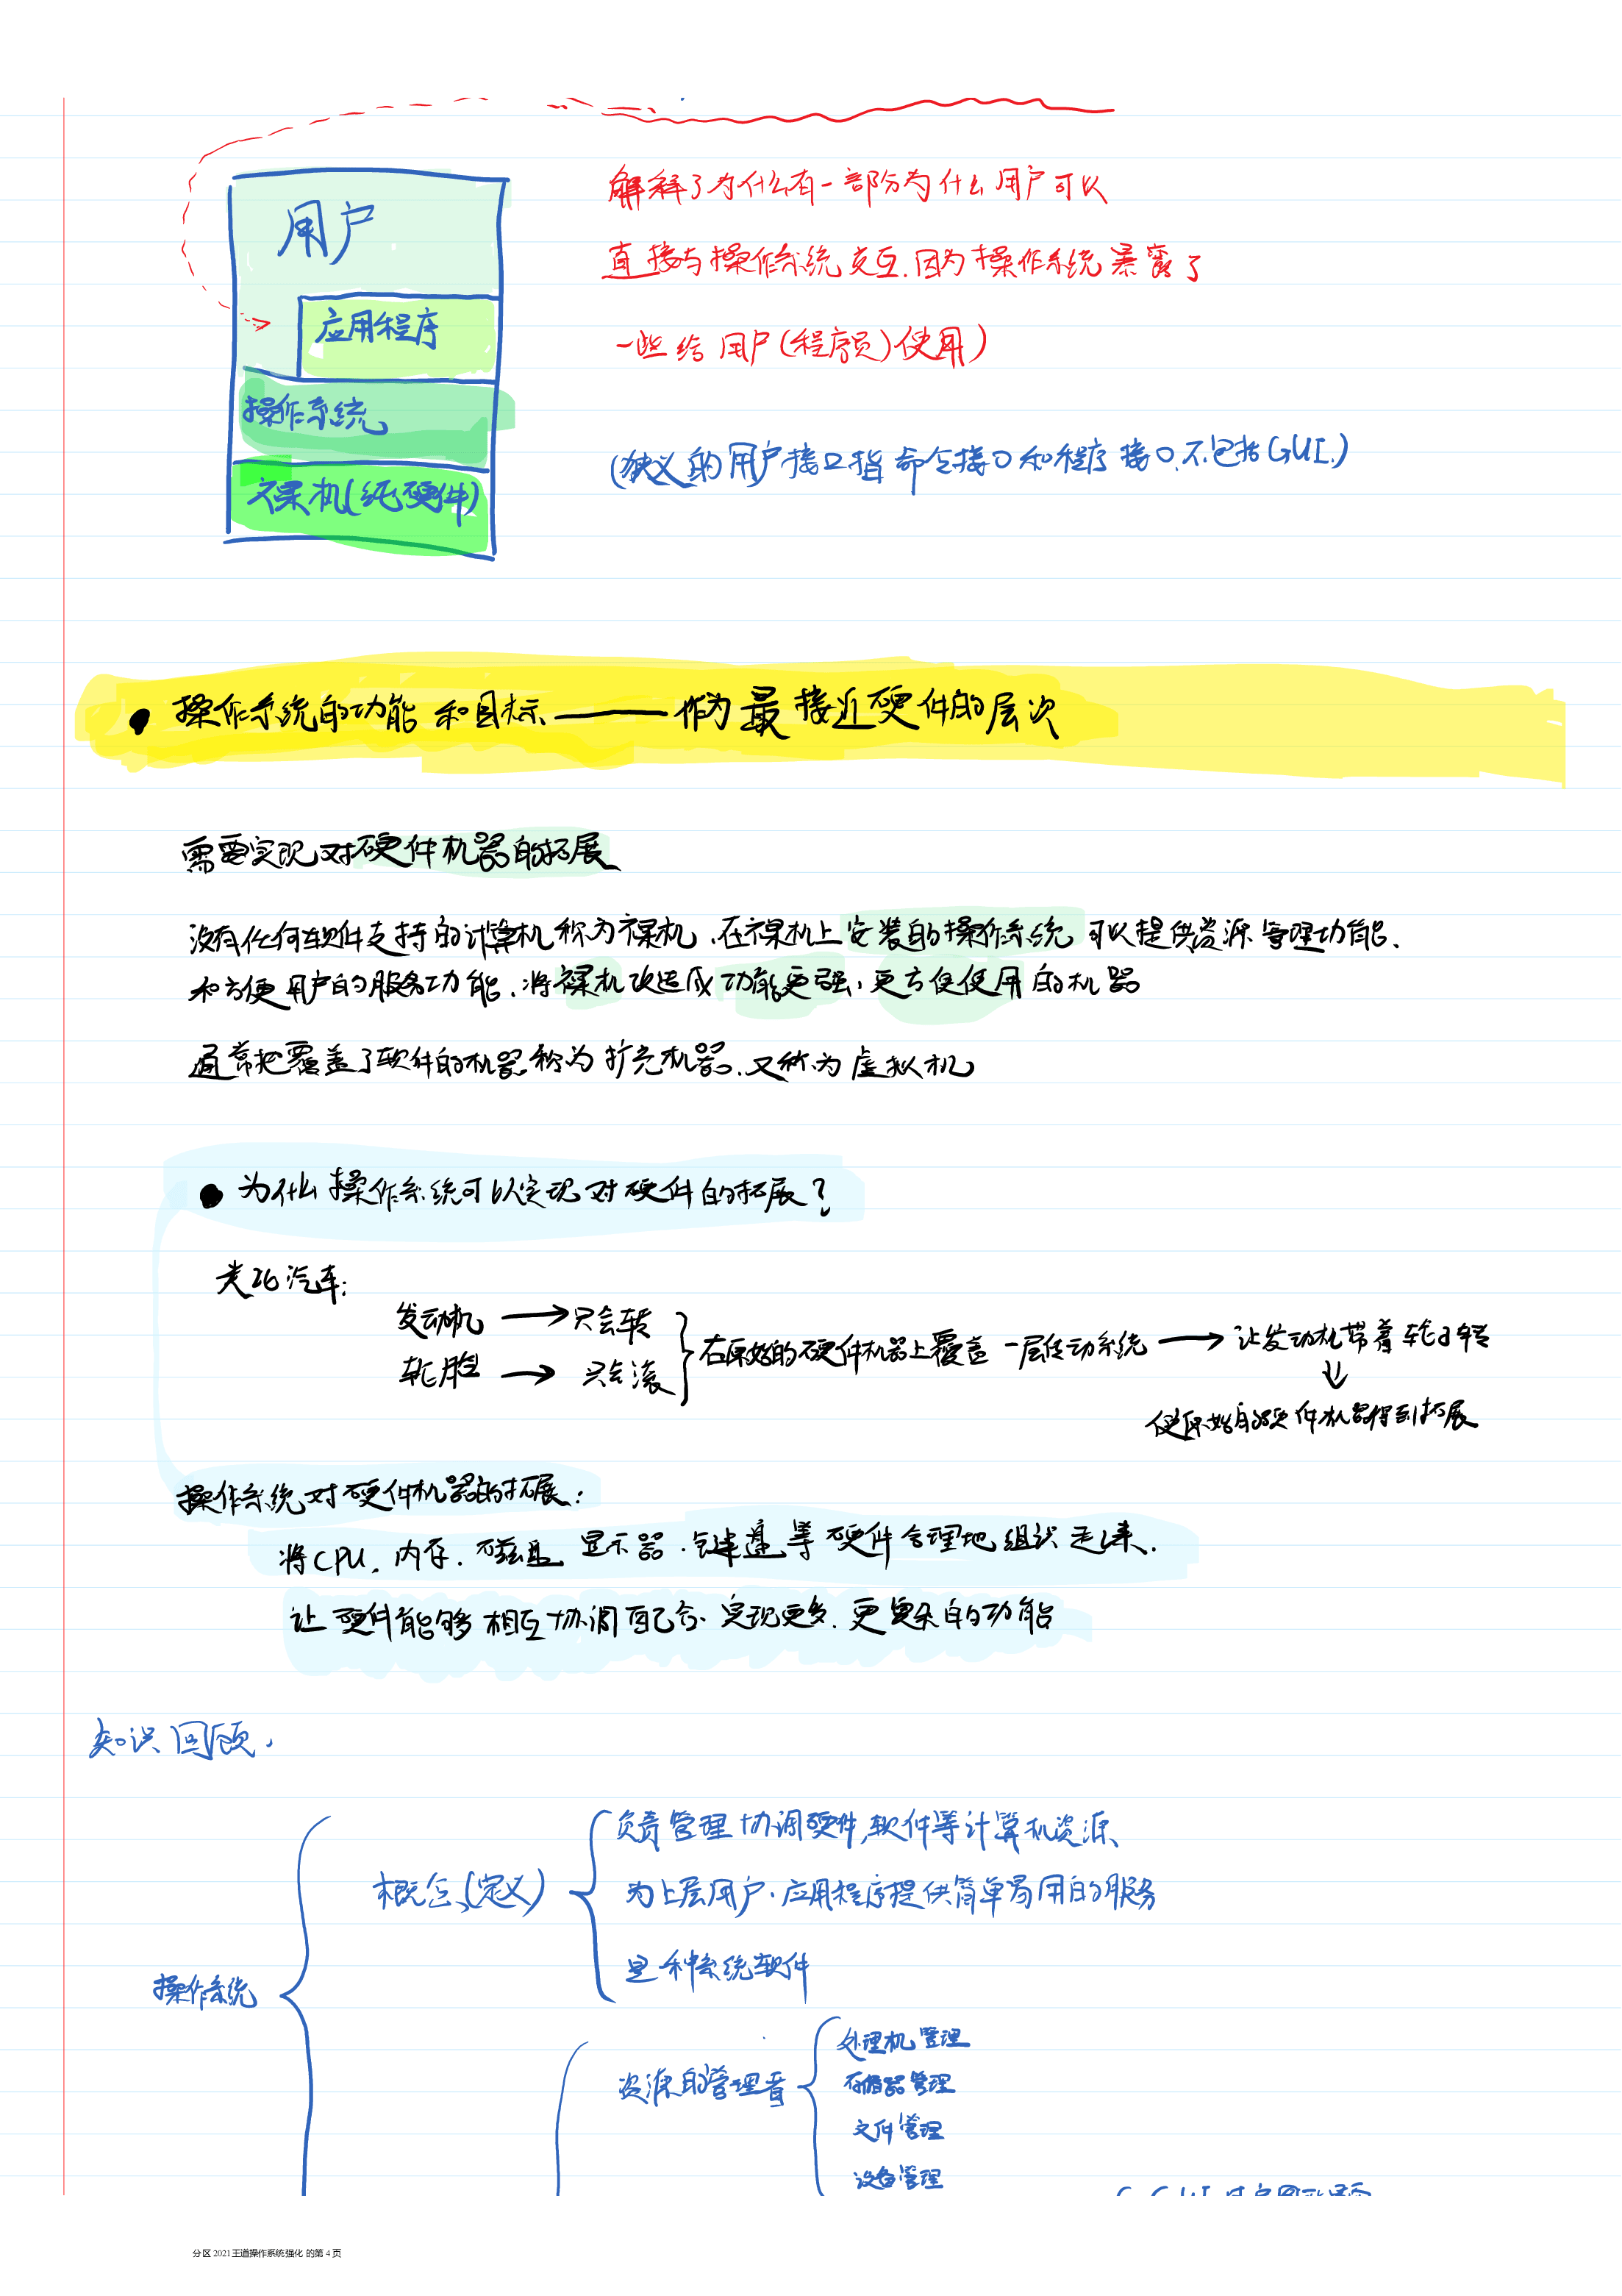 用户
应用程序
操作系统
裸机(纯硬件)
解释了为什么有一部分为什么用户可以
直接与操作系统交互.因为操作系统暴露了
一些给用户(程序员)使用)
(狭义的用户接口指命令接口和程序接口.不包括GUI.)
操作系统的功能和目标——作为最接近硬件的层次
需要实现对硬件机器的拓展
没有任何软件支持的计算机称为裸机.在裸机上安装的操作系统可以提供资源管理功能.
和方便用户的服务功能.将裸机改造成功能更强、更方便使用的机器
通常把覆盖了软件的机器称为扩充机器.又称为虚拟机
为什么操作系统可以实现对硬件的拓展?
类比汽车:
发动机 → 只会转
轮胎 → 只会滚
在原始的硬件机器上覆盖一层传动系统 → 让发动机带着轮子转
使原始的硬件机器得到拓展
操作系统对硬件机器的拓展:
将CPU.内存.磁盘.显示器.键盘等硬件合理地组织起来.
让硬件能够相互协调配合.实现更多.更复杂的功能
知识回顾.
操作系统
概念(定义)
负责管理协调硬件,软件等计算机资源、
为上层用户.应用程序提供简单易用的服务
是一种系统软件
资源的管理者
处理机管理
存储器管理
文件管理
设备管理
分区 2021王道操作系统强化 的第 4 页